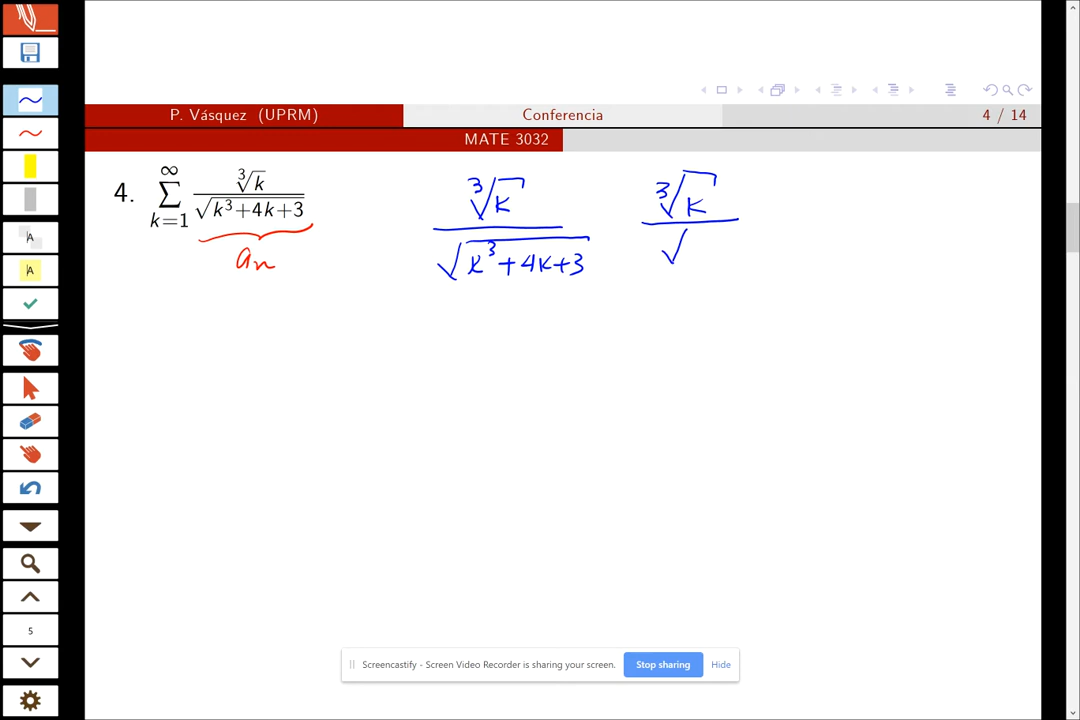 P. Vásquez (UPRM) Conferencia 4 / 14
MATE 3032
4. ∞ ∑ k=1 ∛k / √(k³+4k+3)
aₙ
∛K / √(K³+4K+3)
∛K / √
A
A
5
Screencastify - Screen Video Recorder is sharing your screen. Stop sharing Hide